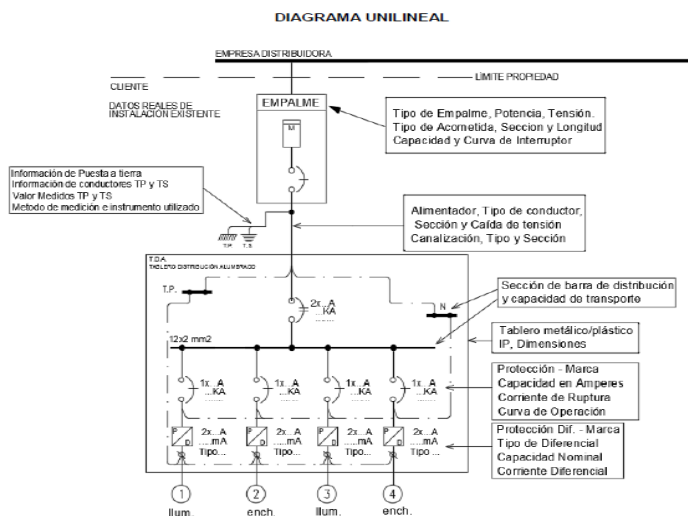 DIAGRAMA UNILINEAL
EMPRESA DISTRIBUIDORA
CLIENTE
LÍMITE PROPIEDAD
DATOS REALES DE
INSTALACIÓN EXISTENTE
EMPALME
M
Tipo de Empalme, Potencia, Tensión.
Tipo de Acometida, Seccion y Longitud
Capacidad y Curva de Interruptor
Información de Puesta a tierra
Información de conductores TP y TS
Valor Medidos TP y TS
Metodo de medición e instrumento utilizado
T.P. T.S.
Alimentador, Tipo de conductor,
Sección y Caída de tensión
Canalización, Tipo y Sección
T.D.A.
TABLERO DISTRIBUCIÓN ALUMBRADO
T.P.
N
2x...A
...KA
........
Sección de barra de distrbución
y capacidad de transporte
12x2 mm2
Tablero metálico/plástico
IP, Dimensiones
1x...A 1x...A 1x...A 1x...A
...KA ...KA ...KA ...KA
........ ........ ........ ........
Protección - Marca
Capacidad en Amperes
Corriente de Ruptura
Curva de Operación
P D 2x...A P D 2x...A P D 2x...A P D 2x...A
.....mA .....mA .....mA .....mA
Tipo... Tipo... Tipo... Tipo...
Protección Dif. - Marca
Tipo de Diferencial
Capacidad Nominal
Corriente Diferencial
1 2 3 4
Ilum. ench. Ilum. ench.